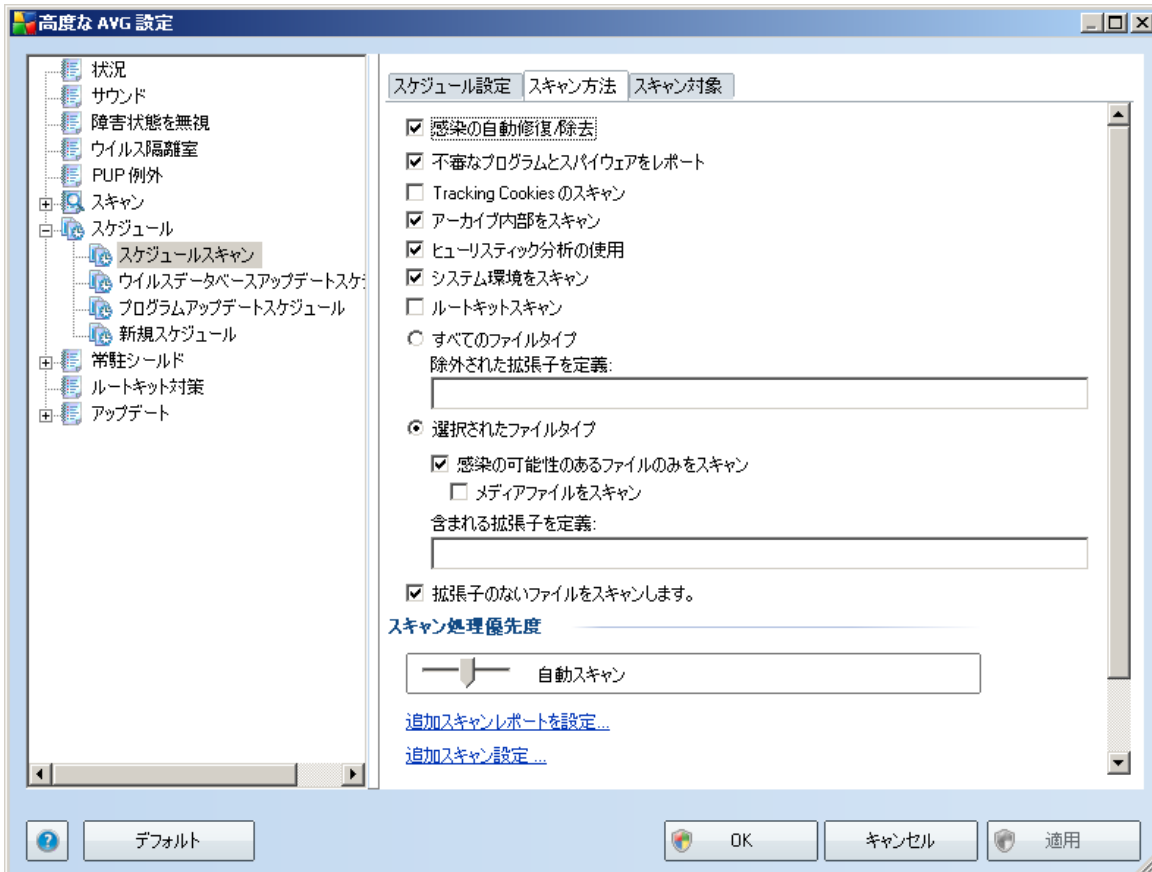 高度な AVG 設定
状況
サウンド
障害状態を無視
ウイルス隔離室
PUP 例外
スキャン
スケジュール
スケジュールスキャン
ウイルスデータベースアップデートスケ
プログラムアップデートスケジュール
新規スケジュール
常駐シールド
ルートキット対策
アップデート
スケジュール設定 スキャン方法 スキャン対象
感染の自動修復/除去
不審なプログラムとスパイウェアをレポート
Tracking Cookies のスキャン
アーカイブ内部をスキャン
ヒューリスティック分析の使用
システム環境をスキャン
ルートキットスキャン
すべてのファイルタイプ
除外された拡張子を定義:
選択されたファイルタイプ
感染の可能性のあるファイルのみをスキャン
メディアファイルをスキャン
含まれる拡張子を定義:
拡張子のないファイルをスキャンします。
スキャン処理優先度
自動スキャン
追加スキャンレポートを設定...
追加スキャン設定 ...
デフォルト OK キャンセル 適用